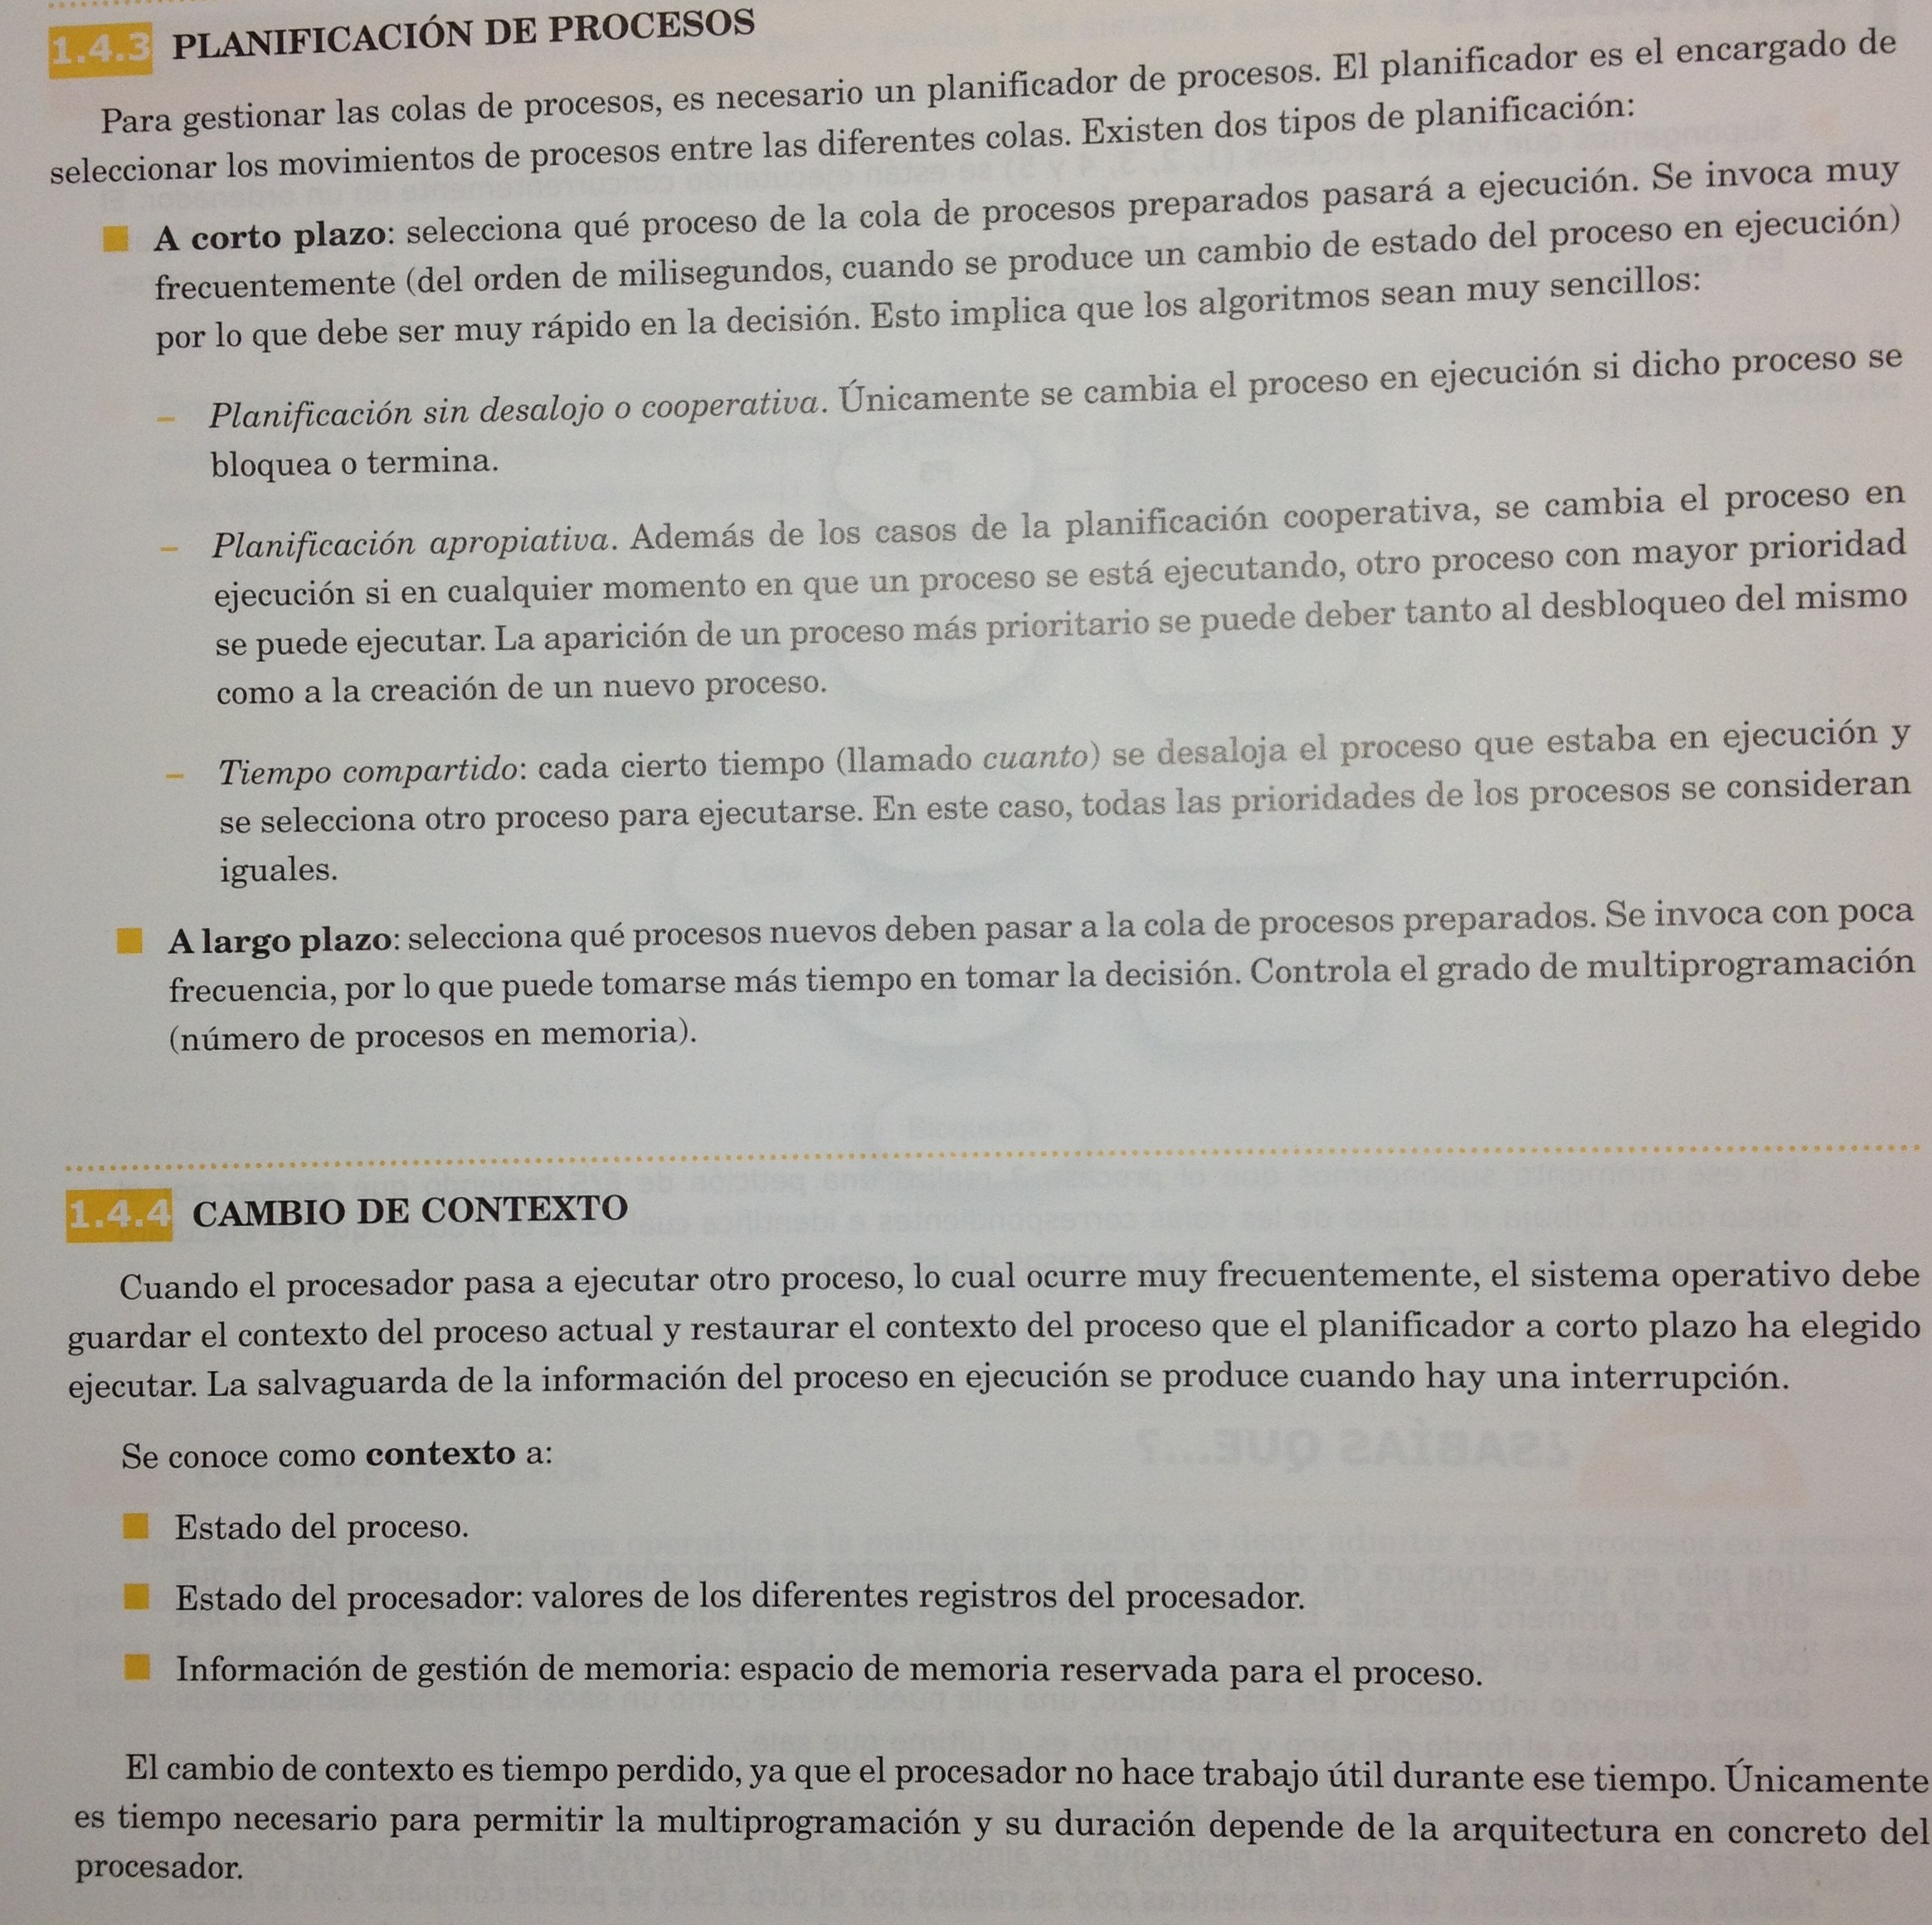 1.4.3 PLANIFICACIÓN DE PROCESOS
Para gestionar las colas de procesos, es necesario un planificador de procesos. El planificador es el encargado de
seleccionar los movimientos de procesos entre las diferentes colas. Existen dos tipos de planificación:
A corto plazo: selecciona qué proceso de la cola de procesos preparados pasará a ejecución. Se invoca muy
frecuentemente (del orden de milisegundos, cuando se produce un cambio de estado del proceso en ejecución)
por lo que debe ser muy rápido en la decisión. Esto implica que los algoritmos sean muy sencillos:
– Planificación sin desalojo o cooperativa. Únicamente se cambia el proceso en ejecución si dicho proceso se
bloquea o termina.
– Planificación apropiativa. Además de los casos de la planificación cooperativa, se cambia el proceso en
ejecución si en cualquier momento en que un proceso se está ejecutando, otro proceso con mayor prioridad
se puede ejecutar. La aparición de un proceso más prioritario se puede deber tanto al desbloqueo del mismo
como a la creación de un nuevo proceso.
– Tiempo compartido: cada cierto tiempo (llamado cuanto) se desaloja el proceso que estaba en ejecución y
se selecciona otro proceso para ejecutarse. En este caso, todas las prioridades de los procesos se consideran
iguales.
A largo plazo: selecciona qué procesos nuevos deben pasar a la cola de procesos preparados. Se invoca con poca
frecuencia, por lo que puede tomarse más tiempo en tomar la decisión. Controla el grado de multiprogramación
(número de procesos en memoria).
1.4.4 CAMBIO DE CONTEXTO
Cuando el procesador pasa a ejecutar otro proceso, lo cual ocurre muy frecuentemente, el sistema operativo debe
guardar el contexto del proceso actual y restaurar el contexto del proceso que el planificador a corto plazo ha elegido
ejecutar. La salvaguarda de la información del proceso en ejecución se produce cuando hay una interrupción.
Se conoce como contexto a:
Estado del proceso.
Estado del procesador: valores de los diferentes registros del procesador.
Información de gestión de memoria: espacio de memoria reservada para el proceso.
El cambio de contexto es tiempo perdido, ya que el procesador no hace trabajo útil durante ese tiempo. Únicamente
es tiempo necesario para permitir la multiprogramación y su duración depende de la arquitectura en concreto del
procesador.